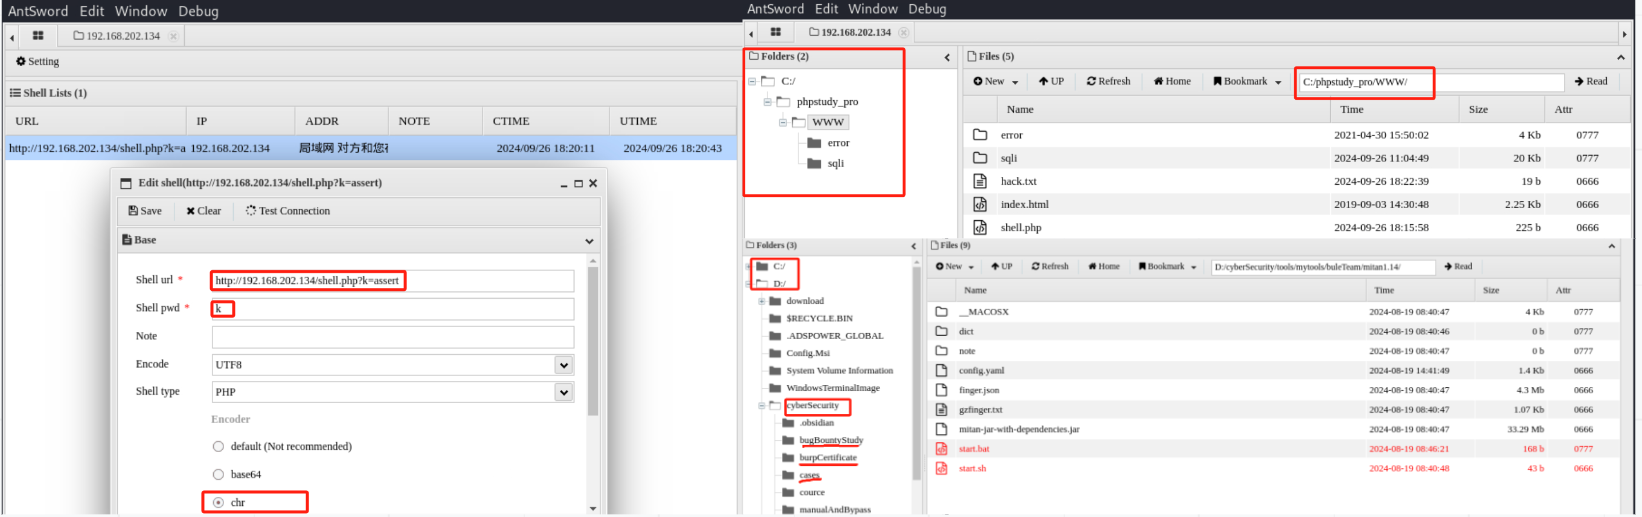 AntSword Edit Window Debug
192.168.202.134
Setting
Shell Lists (1)
URL IP ADDR NOTE CTIME UTIME
http://192.168.202.134/shell.php?k=a 192.168.202.134 局域网 对方和您在 2024/09/26 18:20:11 2024/09/26 18:20:43
Edit shell(http://192.168.202.134/shell.php?k=assert)
Save Clear Test Connection
Base
Shell url * http://192.168.202.134/shell.php?k=assert
Shell pwd * k
Note
Encode UTF8
Shell type PHP
Encoder
default (Not recommended)
base64
chr
AntSword Edit Window Debug
192.168.202.134
Folders (2)
C:/
phpstudy_pro
WWW
error
sqli
Files (5)
New UP Refresh Home Bookmark C:/phpstudy_pro/WWW/ Read
Name Time Size Attr
error 2021-04-30 15:50:02 4 Kb 0777
sqli 2024-09-26 11:04:49 20 Kb 0777
hack.txt 2024-09-26 18:22:39 19 b 0666
index.html 2019-09-03 14:30:48 2.25 Kb 0666
shell.php 2024-09-26 18:15:58 225 b 0666
Folders (3)
C:/
D:/
download
$RECYCLE.BIN
.ADSPOWER_GLOBAL
Config.Msi
System Volume Information
WindowsTerminalImage
cyberSecurity
.obsidian
bugBountyStudy
burpCertificate
cases
cource
manualAndBypass
Files (9)
New UP Refresh Home Bookmark D:/cyberSecurity/tools/mytools/buleTeam/mitan1.14/ Read
Name Time Size Attr
__MACOSX 2024-08-19 08:40:47 4 Kb 0777
dict 2024-08-19 08:40:46 0 b 0777
note 2024-08-19 08:40:47 0 b 0777
config.yaml 2024-08-19 14:41:49 1.4 Kb 0666
finger.json 2024-08-19 08:40:47 4.3 Mb 0666
gzfinger.txt 2024-08-19 08:40:47 1.07 Kb 0666
mitan-jar-with-dependencies.jar 2024-08-19 08:40:47 33.29 Mb 0666
start.bat 2024-08-19 08:46:21 168 b 0777
start.sh 2024-08-19 08:40:48 43 b 0666